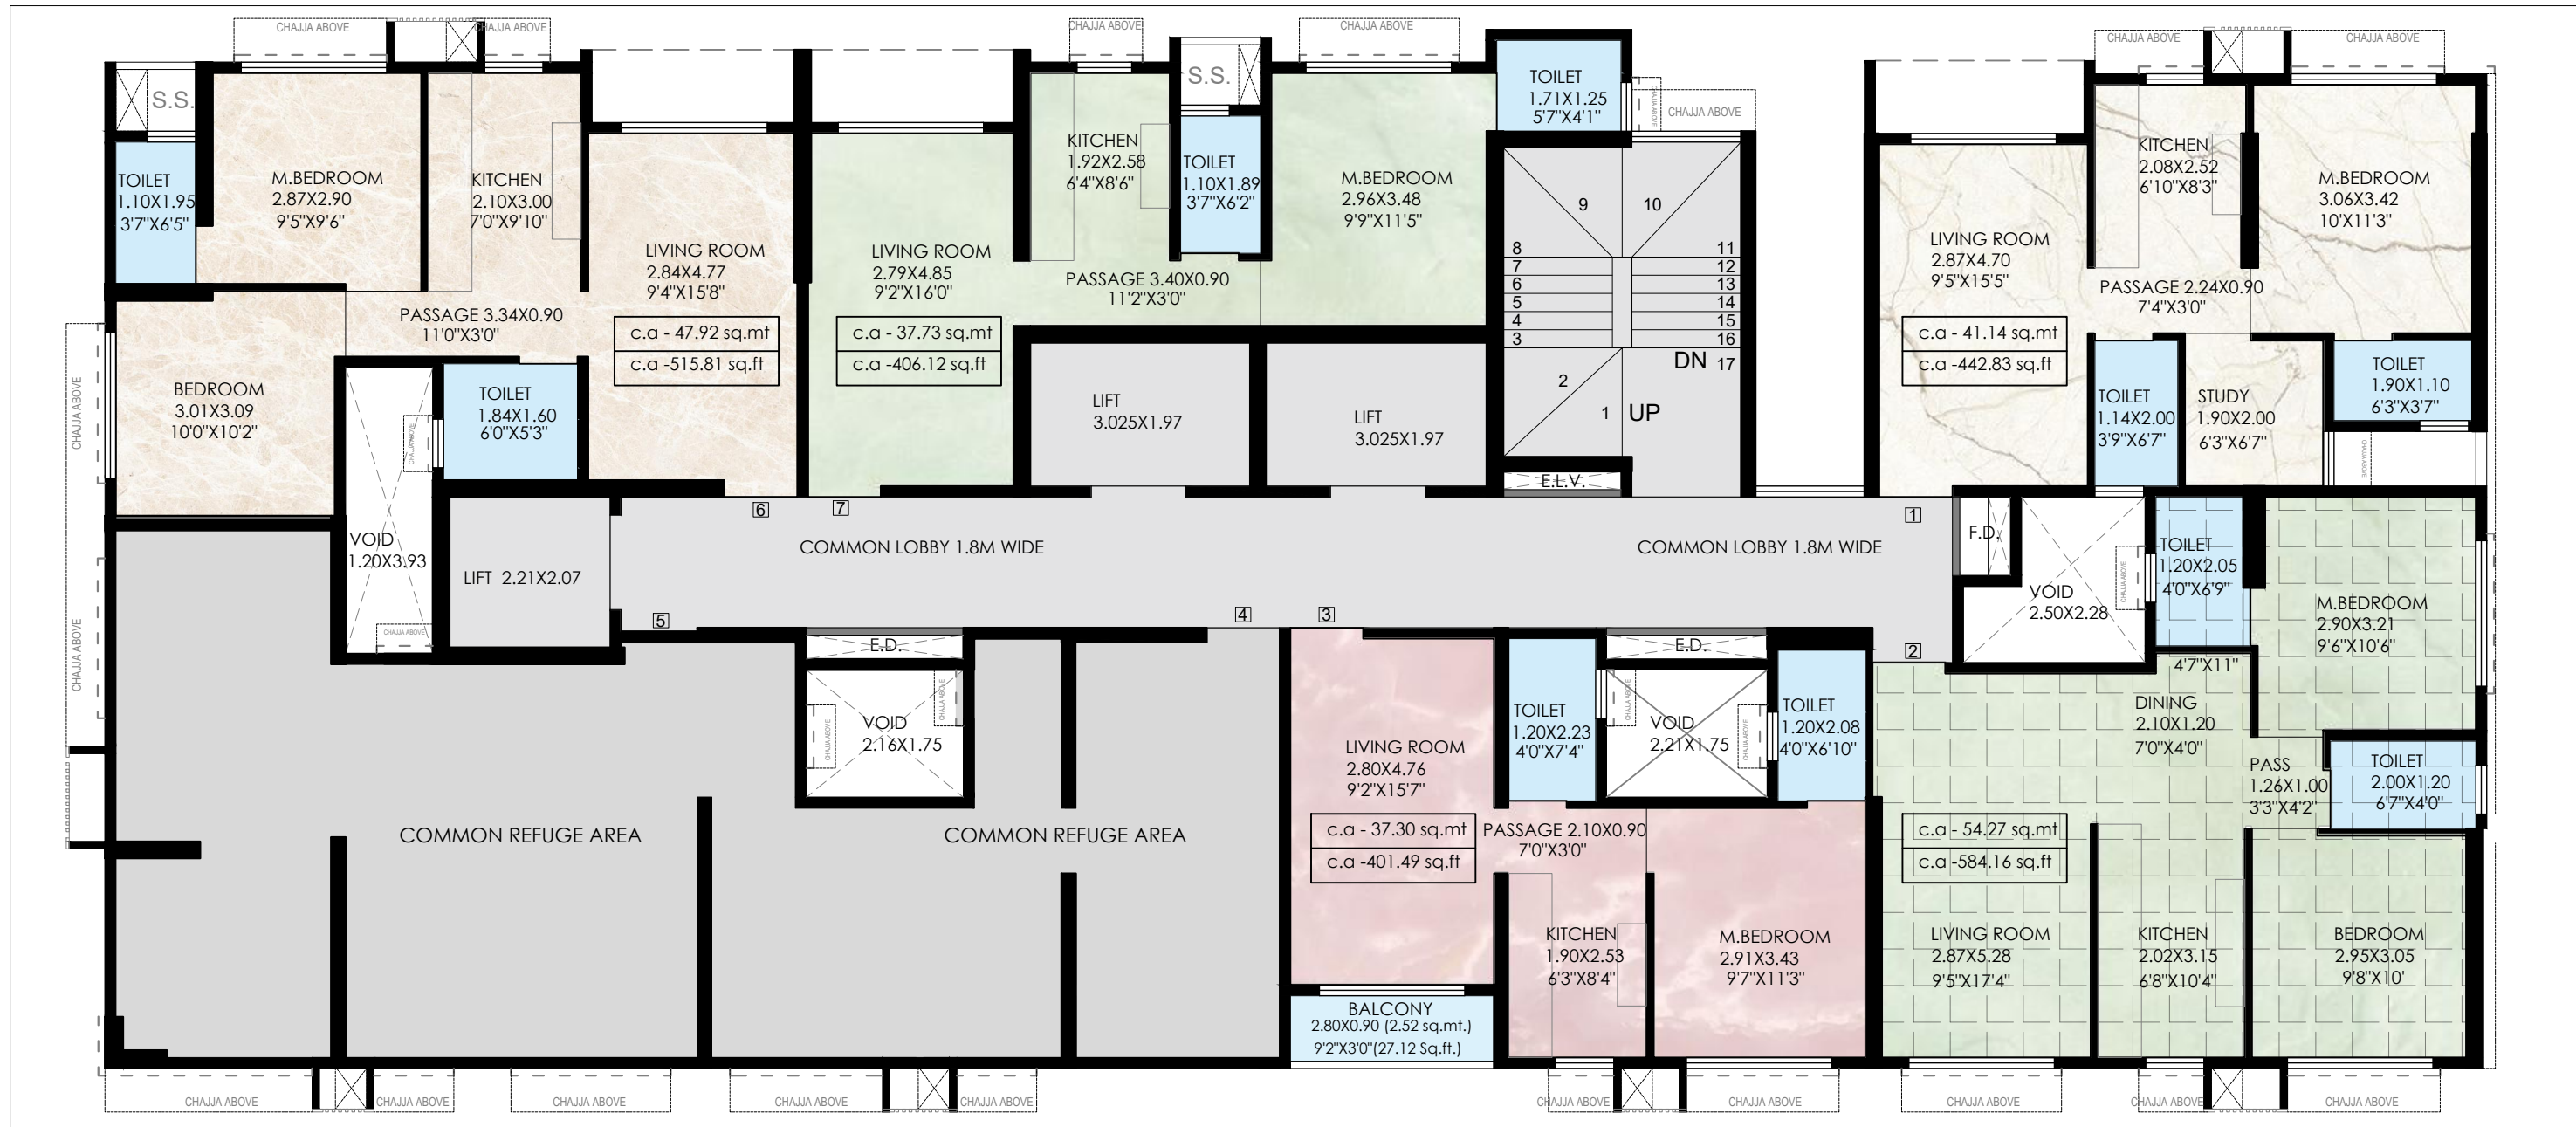 CHAJJA ABOVE
CHAJJA ABOVE
CHAJJA ABOVE
CHAJJA ABOVE
CHAJJA ABOVE
CHAJJA ABOVE
S.S.
TOILET
1.10X1.95
3'7"X6'5"
M.BEDROOM
2.87X2.90
9'5"X9'6"
KITCHEN
2.10X3.00
7'0"X9'10"
LIVING ROOM
2.84X4.77
9'4"X15'8"
c.a - 47.92 sq.mt
c.a -515.81 sq.ft
PASSAGE 3.34X0.90
11'0"X3'0"
BEDROOM
3.01X3.09
10'0"X10'2"
TOILET
1.84X1.60
6'0"X5'3"
CHAJJA ABOVE
CHAJJA ABOVE
VOID
1.20X3.93
CHAJJA ABOVE
LIFT 2.21X2.07
6
LIVING ROOM
2.79X4.85
9'2"X16'0"
c.a - 37.73 sq.mt
c.a -406.12 sq.ft
KITCHEN
1.92X2.58
6'4"X8'6"
S.S.
TOILET
1.10X1.89
3'7"X6'2"
M.BEDROOM
2.96X3.48
9'9"X11'5"
PASSAGE 3.40X0.90
11'2"X3'0"
TOILET
1.71X1.25
5'7"X4'1"
CHAJJA ABOVE
CHAJJA ABOVE
7
LIFT
3.025X1.97
LIFT
3.025X1.97
9
10
8
11
7
12
6
13
5
14
4
15
3
16
DN 17
2
1
UP
E.L.V.
LIVING ROOM
2.87X4.70
9'5"X15'5"
c.a - 41.14 sq.mt
c.a -442.83 sq.ft
KITCHEN
2.08X2.52
6'10"X8'3"
M.BEDROOM
3.06X3.42
10'X11'3"
PASSAGE 2.24X0.90
7'4"X3'0"
TOILET
1.14X2.00
3'9"X6'7"
STUDY
1.90X2.00
6'3"X6'7"
TOILET
1.90X1.10
6'3"X3'7"
CHAJJA ABOVE
COMMON LOBBY 1.8M WIDE
COMMON LOBBY 1.8M WIDE
1
F.D.
VOID
2.50X2.28
CHAJJA ABOVE
TOILET
1.20X2.05
4'0"X6'9"
M.BEDROOM
2.90X3.21
9'6"X10'6"
5
4
3
2
CHAJJA ABOVE
E.D.
VOID
2.16X1.75
CHAJJA ABOVE
CHAJJA ABOVE
COMMON REFUGE AREA
COMMON REFUGE AREA
LIVING ROOM
2.80X4.76
9'2"X15'7"
c.a - 37.30 sq.mt
c.a -401.49 sq.ft
TOILET
1.20X2.23
4'0"X7'4"
E.D.
VOID
2.21X1.75
CHAJJA ABOVE
CHAJJA ABOVE
TOILET
1.20X2.08
4'0"X6'10"
PASSAGE 2.10X0.90
7'0"X3'0"
KITCHEN
1.90X2.53
6'3"X8'4"
M.BEDROOM
2.91X3.43
9'7"X11'3"
BALCONY
2.80X0.90 (2.52 sq.mt.)
9'2"X3'0"(27.12 Sq.ft.)
4'7"X11"
DINING
2.10X1.20
7'0"X4'0"
PASS
1.26X1.00
3'3"X4'2"
TOILET
2.00X1.20
6'7"X4'0"
c.a - 54.27 sq.mt
c.a -584.16 sq.ft
LIVING ROOM
2.87X5.28
9'5"X17'4"
KITCHEN
2.02X3.15
6'8"X10'4"
BEDROOM
2.95X3.05
9'8"X10'
CHAJJA ABOVE
CHAJJA ABOVE
CHAJJA ABOVE
CHAJJA ABOVE
CHAJJA ABOVE
CHAJJA ABOVE
CHAJJA ABOVE
CHAJJA ABOVE
CHAJJA ABOVE
CHAJJA ABOVE